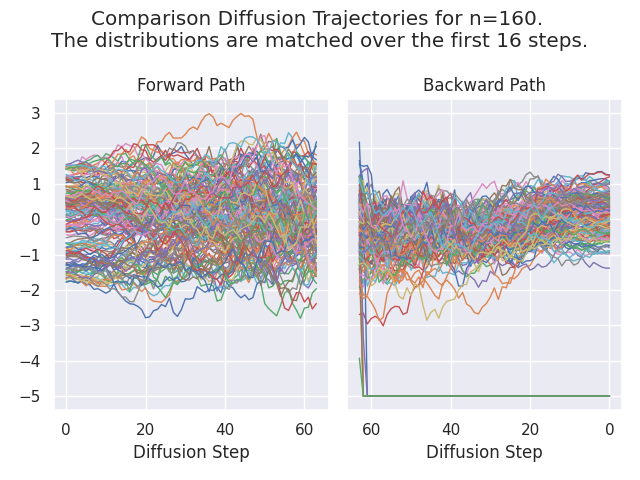 Comparison Diffusion Trajectories for n=160.
The distributions are matched over the first 16 steps.
Forward Path
Backward Path
3
2
1
0
−1
−2
−3
−4
−5
0 20 40 60
60 40 20 0
Diffusion Step
Diffusion Step